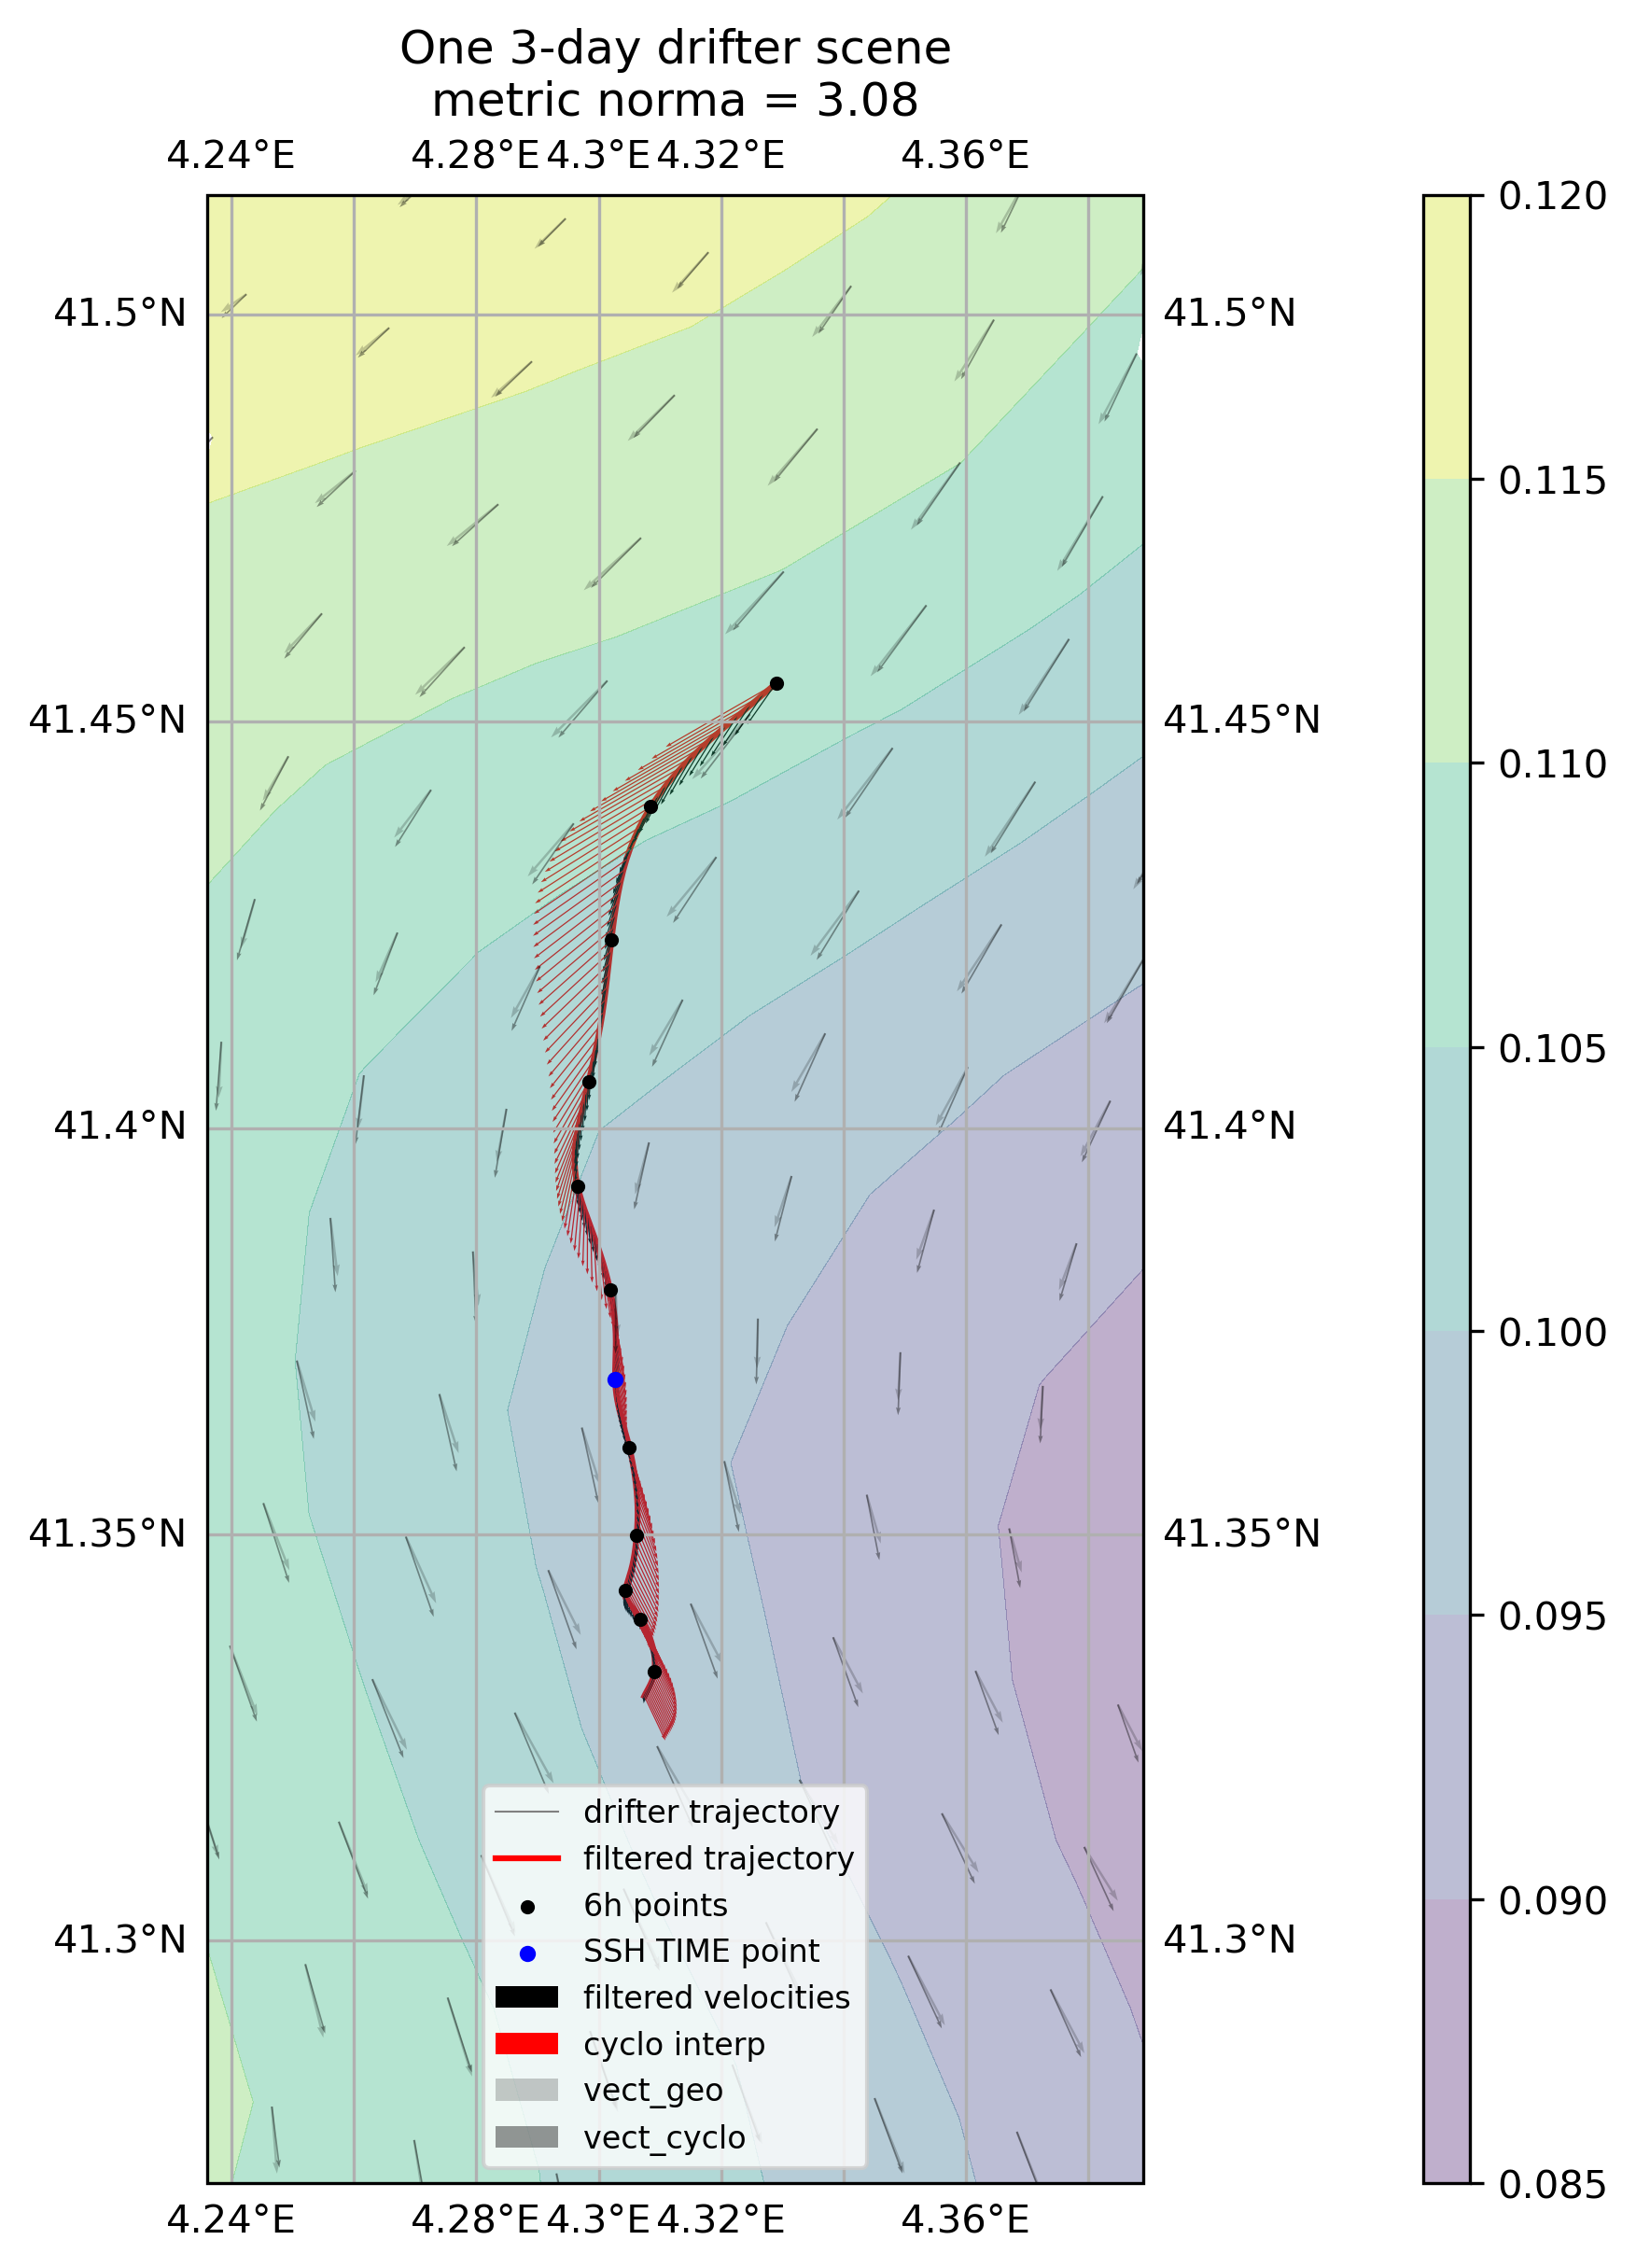 One 3-day drifter scene
metric norma = 3.08
4.24°E 4.28°E 4.3°E 4.32°E 4.36°E
41.5°N 41.5°N
41.45°N 41.45°N
41.4°N 41.4°N
41.35°N 41.35°N
41.3°N 41.3°N
4.24°E 4.28°E 4.3°E 4.32°E 4.36°E
drifter trajectory
filtered trajectory
6h points
SSH TIME point
filtered velocities
cyclo interp
vect_geo
vect_cyclo
0.120
0.115
0.110
0.105
0.100
0.095
0.090
0.085